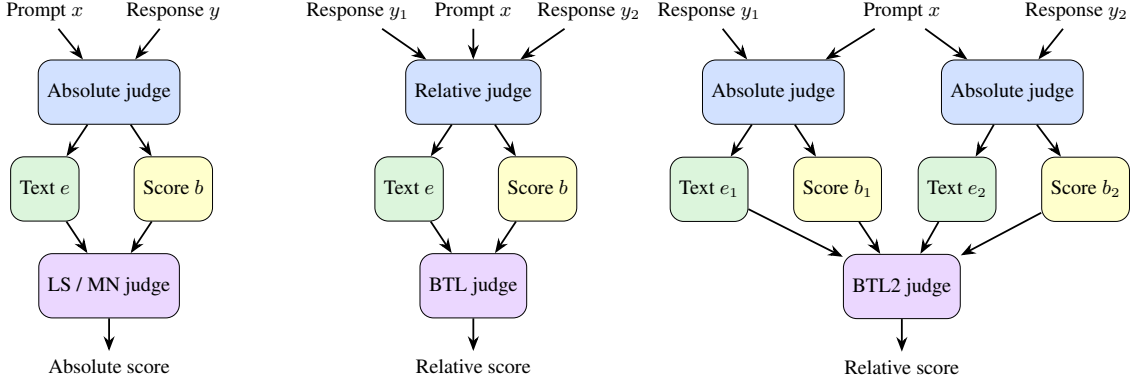 Prompt x Response y
Absolute judge
Text e Score b
LS / MN judge
Absolute score
Response y₁ Prompt x Response y₂
Relative judge
Text e Score b
BTL judge
Relative score
Response y₁ Prompt x Response y₂
Absolute judge Absolute judge
Text e₁ Score b₁ Text e₂ Score b₂
BTL2 judge
Relative score